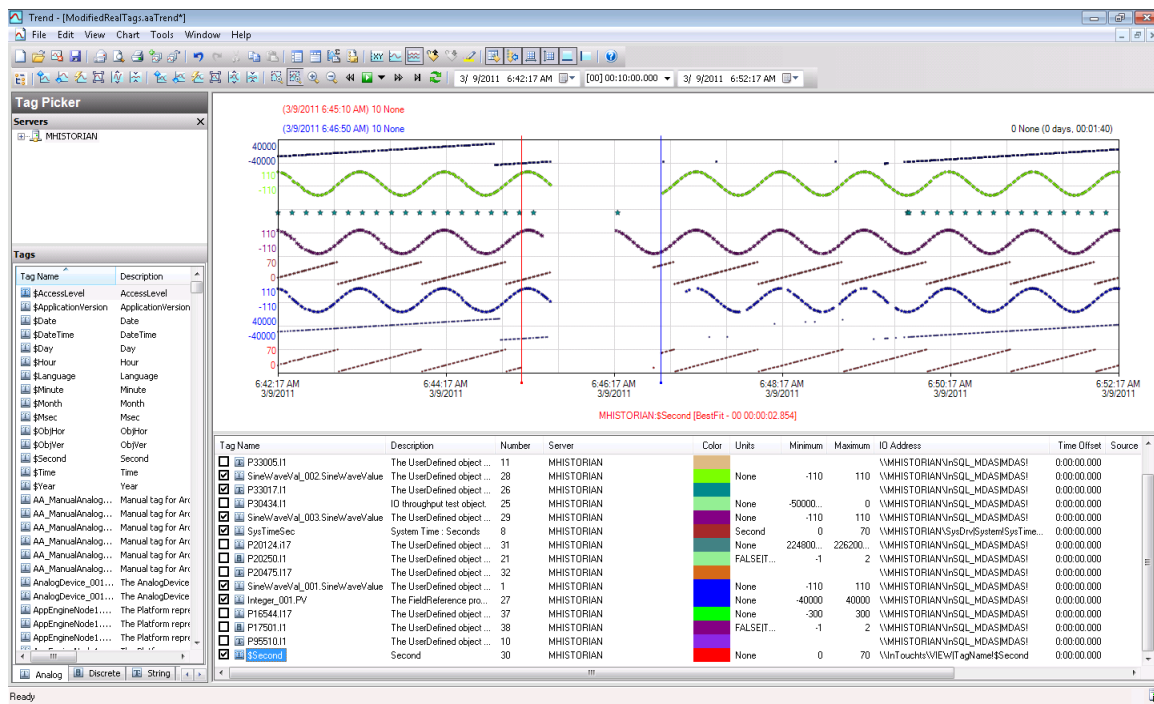 Trend - [ModifiedRealTags.aaTrend*]
File Edit View Chart Tools Window Help
3/ 9/2011 6:42:17 AM [00] 00:10:00.000 3/ 9/2011 6:52:17 AM
Tag Picker
Servers X
MHISTORIAN
Tags
Tag Name Description
$AccessLevel AccessLevel
$ApplicationVersion ApplicationVersion
$Date Date
$DateTime DateTime
$Day Day
$Hour Hour
$Language Language
$Minute Minute
$Month Month
$Msec Msec
$ObjHor ObjHor
$ObjVer ObjVer
$Second Second
$Time Time
$Year Year
AA_ManualAnalog... Manual tag for Arc
AA_ManualAnalog... Manual tag for Arc
AA_ManualAnalog... Manual tag for Arc
AA_ManualAnalog... Manual tag for Arc
AA_ManualAnalog... Manual tag for Arc
AA_ManualAnalog... Manual tag for Arc
AnalogDevice_001... The AnalogDevice
AnalogDevice_001... The AnalogDevice
AppEngineNode1.... The Platform repre
AppEngineNode1.... The Platform repre
AppEngineNode1.... The Platform repre
Analog Discrete String
(3/9/2011 6:45:10 AM) 10 None
(3/9/2011 6:46:50 AM) 10 None
0 None (0 days, 00:01:40)
40000
-40000
110
-110
110
-110
70
0
110
-110
40000
-40000
70
0
6:42:17 AM 6:44:17 AM 6:46:17 AM 6:48:17 AM 6:50:17 AM 6:52:17 AM
3/9/2011 3/9/2011 3/9/2011 3/9/2011 3/9/2011 3/9/2011
MHISTORIAN:$Second [BestFit - 00 00:00:02.854]
Tag Name Description Number Server Color Units Minimum Maximum IO Address Time Offset Source
P33005.I1 The UserDefined object ... 11 MHISTORIAN \\MHISTORIAN\InSQL_MDAS|MDAS! 0:00:00.000
SineWaveVal_002.SineWaveValue The UserDefined object ... 28 MHISTORIAN None -110 110 \\MHISTORIAN\InSQL_MDAS|MDAS! 0:00:00.000
P33017.I1 The UserDefined object ... 26 MHISTORIAN \\MHISTORIAN\InSQL_MDAS|MDAS! 0:00:00.000
P30434.I1 IO throughput test object. 25 MHISTORIAN None -50000... 0 \\MHISTORIAN\InSQL_MDAS|MDAS! 0:00:00.000
SineWaveVal_003.SineWaveValue The UserDefined object ... 29 MHISTORIAN None -110 110 \\MHISTORIAN\InSQL_MDAS|MDAS! 0:00:00.000
SysTimeSec System Time : Seconds 8 MHISTORIAN Second 0 70 \\MHISTORIAN\SysDrv|System!SysTime... 0:00:00.000
P20124.I17 The UserDefined object ... 31 MHISTORIAN None 224800... 226200... \\MHISTORIAN\InSQL_MDAS|MDAS! 0:00:00.000
P20250.I1 The UserDefined object ... 21 MHISTORIAN FALSE|T... -1 2 \\MHISTORIAN\InSQL_MDAS|MDAS! 0:00:00.000
P20475.I17 The UserDefined object ... 32 MHISTORIAN \\MHISTORIAN\InSQL_MDAS|MDAS! 0:00:00.000
SineWaveVal_001.SineWaveValue The UserDefined object ... 1 MHISTORIAN None -110 110 \\MHISTORIAN\InSQL_MDAS|MDAS! 0:00:00.000
Integer_001.PV The FieldReference pro... 27 MHISTORIAN None -40000 40000 \\MHISTORIAN\InSQL_MDAS|MDAS! 0:00:00.000
P16544.I17 The UserDefined object ... 37 MHISTORIAN None -300 300 \\MHISTORIAN\InSQL_MDAS|MDAS! 0:00:00.000
P17501.I1 The UserDefined object ... 38 MHISTORIAN FALSE|T... -1 2 \\MHISTORIAN\InSQL_MDAS|MDAS! 0:00:00.000
P95510.I1 The UserDefined object ... 10 MHISTORIAN \\MHISTORIAN\InSQL_MDAS|MDAS! 0:00:00.000
$Second Second 30 MHISTORIAN None 0 70 \\InTouchts\VIEW|TagName!$Second 0:00:00.000
Ready